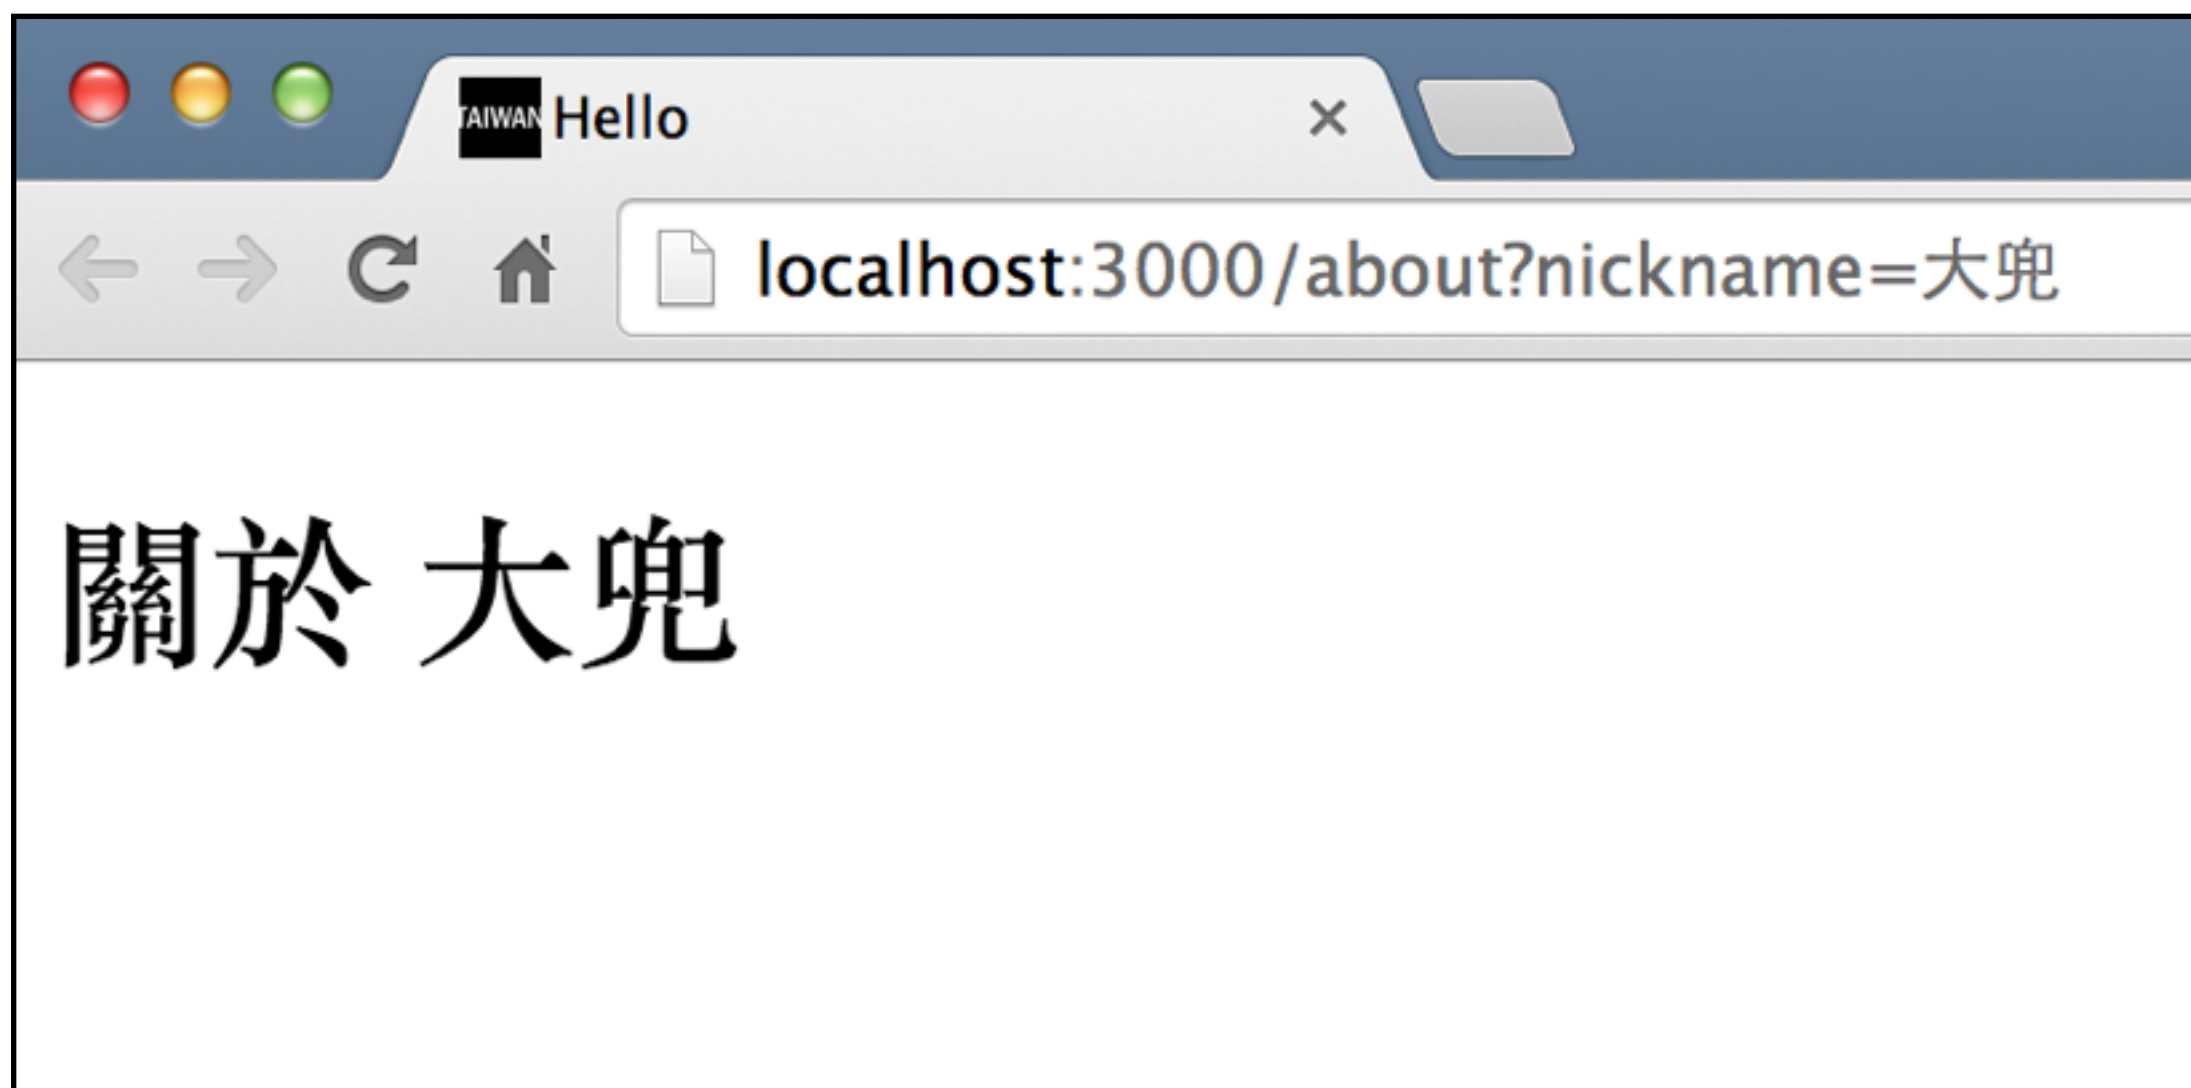 TAIWAN Hello
localhost:3000/about?nickname=大兜
關於 大兜